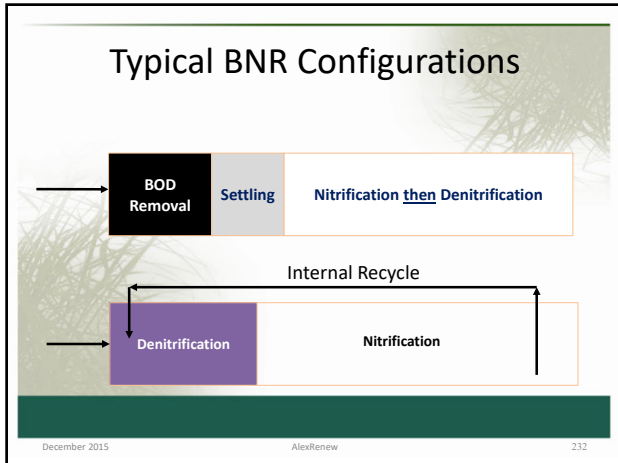 Typical BNR Configurations
BOD
Removal
Settling
Nitrification then Denitrification
Internal Recycle
Denitrification
Nitrification
December 2015
AlexRenew
232